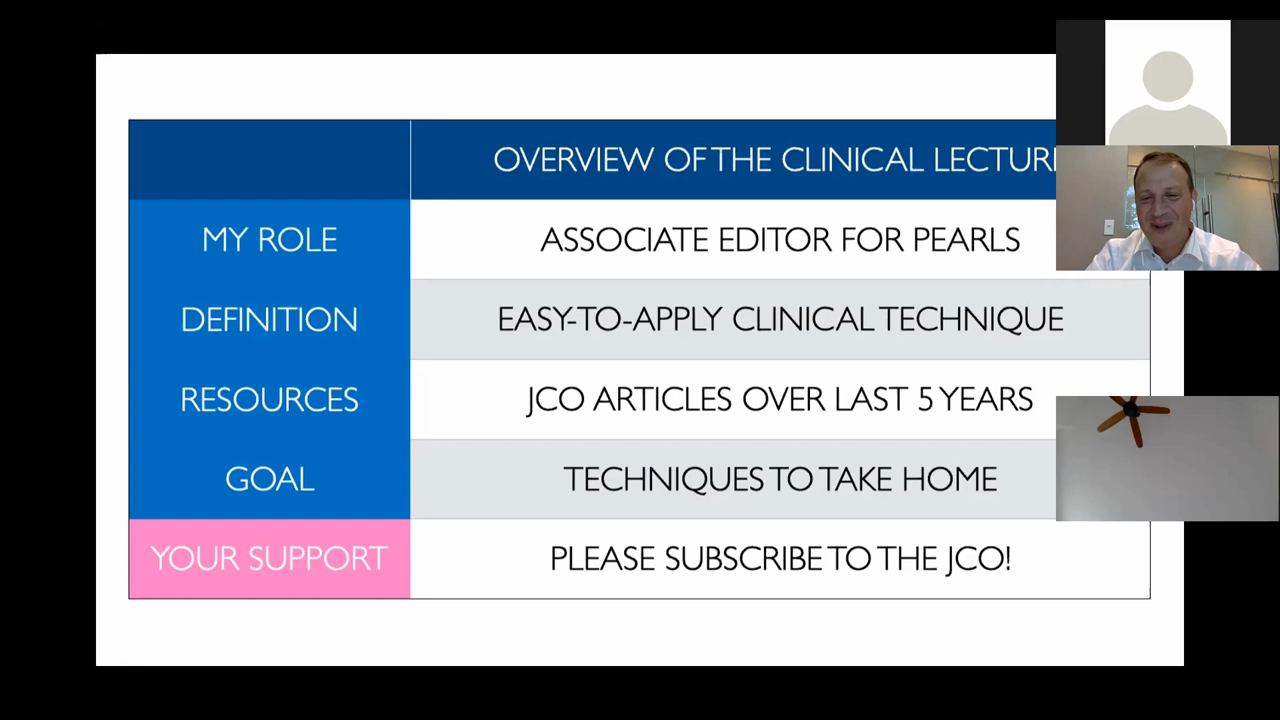 OVERVIEW OF THE CLINICAL
MY ROLE
ASSOCIATE EDITOR FOR PEARLS
DEFINITION
EASY-TO-APPLY CLINICAL TECHNIQUE
RESOURCES
JCO ARTICLES OVER LAST 5 YEARS
GOAL
TECHNIQUES TO TAKE HOME
YOUR SUPPORT
PLEASE SUBSCRIBE TO THE JCO!